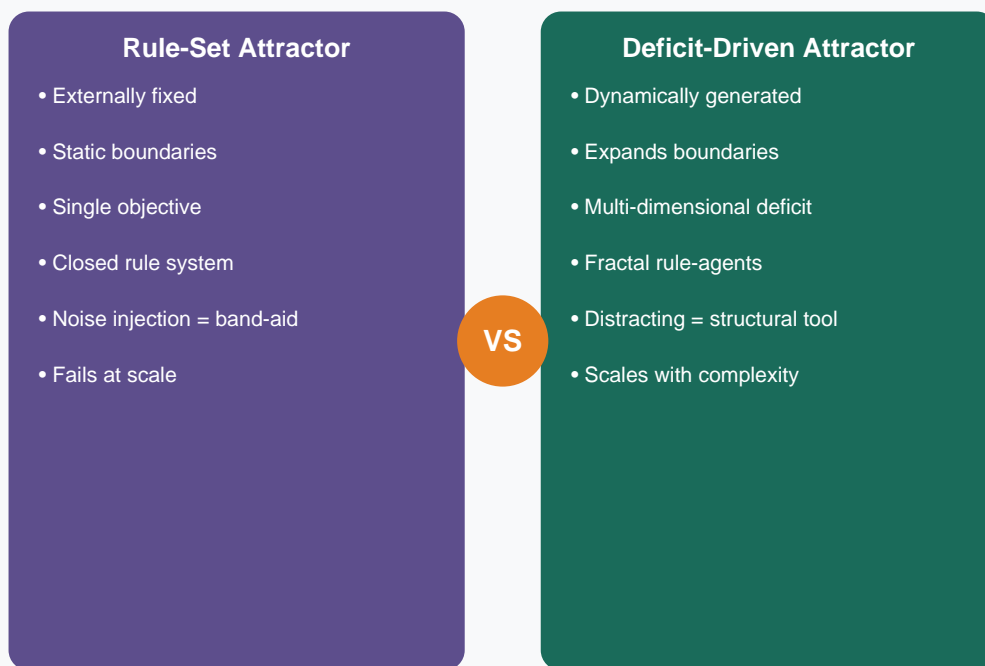 Rule-Set Attractor
• Externally fixed
• Static boundaries
• Single objective
• Closed rule system
• Noise injection = band-aid
• Fails at scale
VS
Deficit-Driven Attractor
• Dynamically generated
• Expands boundaries
• Multi-dimensional deficit
• Fractal rule-agents
• Distracting = structural tool
• Scales with complexity